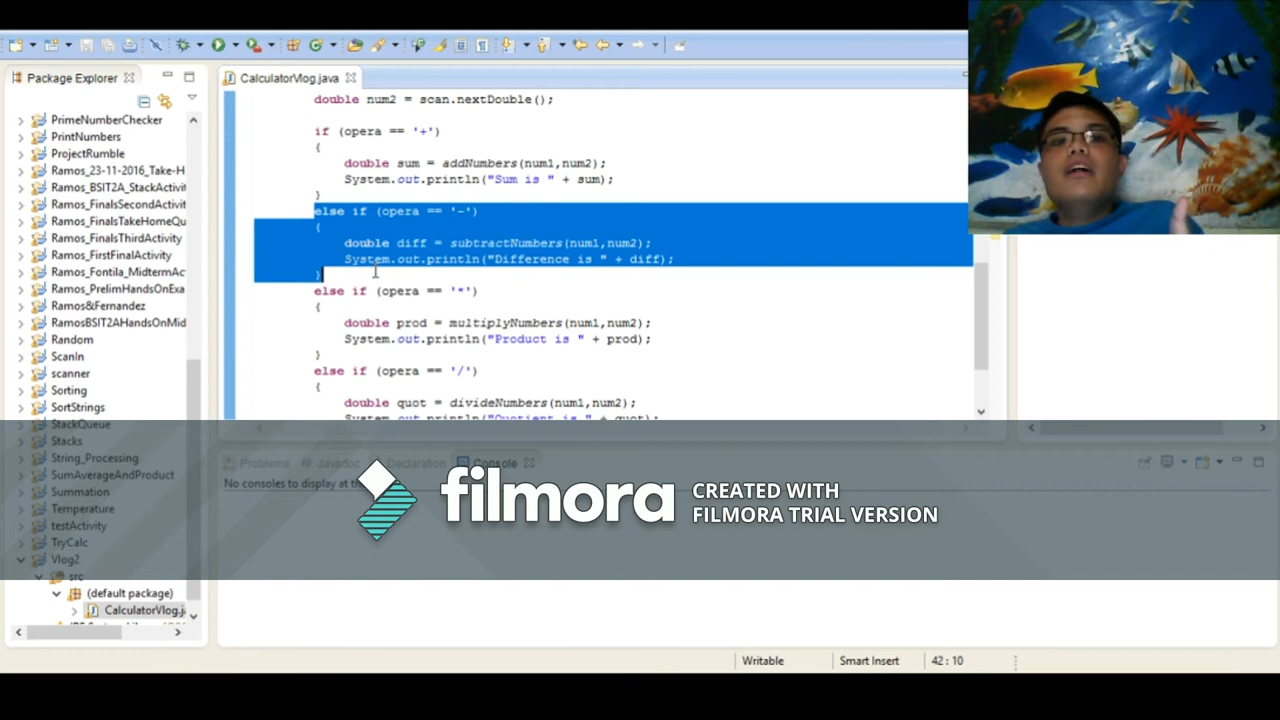 Package Explorer
PrimeNumberChecker
PrintNumbers
ProjectRumble
Ramos_23-11-2016_Take-H
Ramos_BSIT2A_StackActivit
Ramos_FinalsSecondActivity
Ramos_FinalsTakeHomeQu
Ramos_FinalsThirdActivity
Ramos_FirstFinalActivity
Ramos_Fontila_MidtermAc
Ramos_PrelimHandsOnExa
Ramos&Fernandez
RamosBSIT2AHandsOnMid
Random
ScanIn
scanner
Sorting
SortStrings
StackQueue
Stacks
String_Processing
SumAverageAndProduct
Summation
Temperature
testActivity
TryCalc
Vlog2
src
(default package)
CalculatorVlog.j
CalculatorVlog.java
double num2 = scan.nextDouble();
if (opera == '+')
{
double sum = addNumbers(num1,num2);
System.out.println("Sum is " + sum);
}
else if (opera == '-')
{
double diff = subtractNumbers(num1,num2);
System.out.println("Difference is " + diff);
}
else if (opera == '*')
{
double prod = multiplyNumbers(num1,num2);
System.out.println("Product is " + prod);
}
else if (opera == '/')
{
double quot = divideNumbers(num1,num2);
System.out.println("Quotient is " + quot);
Problems Javadoc Declaration Console
No consoles to display at th
filmora
CREATED WITH
FILMORA TRIAL VERSION
Writable Smart Insert 42 : 10